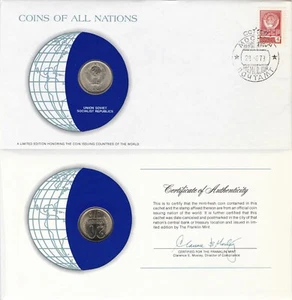 COINS OF ALL NATIONS
UNION SOVIET
SOCIALIST REPUBLICS
МОСКВА
ПОЧТАМТ
A LIMITED EDITION HONORING THE COIN-ISSUING COUNTRIES OF THE WORLD
Certificate of Authenticity
This is to certify that the mint-fresh coin contained in this
cachet and the stamp affixed thereon are from an official coin
issuing nation of the world. It is further certified that this
cachet was date cancelled and postmarked in the city of that
nation's central bank or treasury location and issued in limited
edition by The Franklin Mint.
CERTIFIED FOR THE FRANKLIN MINT